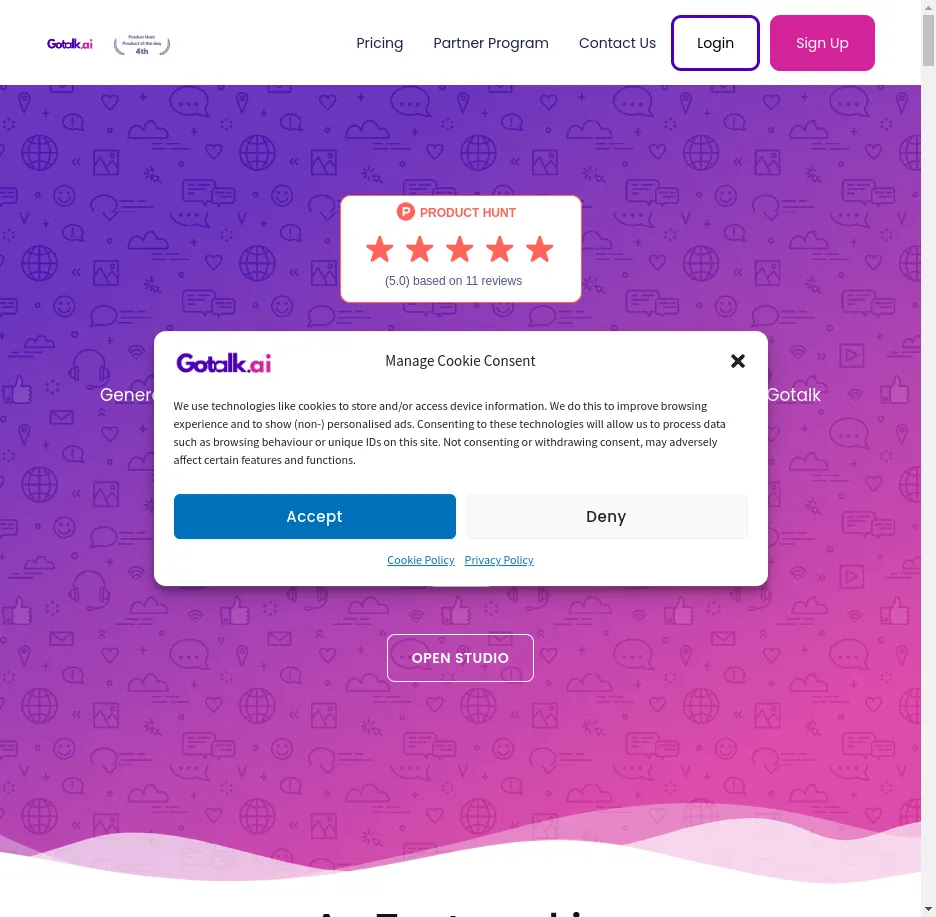 Gotalk.ai
Product Hunt
Product of the day
4th
Pricing
Partner Program
Contact Us
Login
Sign Up
PRODUCT HUNT
(5.0) based on 11 reviews
Gotalk
Gotalk.ai
Manage Cookie Consent
We use technologies like cookies to store and/or access device information. We do this to improve browsing
experience and to show (non-) personalised ads. Consenting to these technologies will allow us to process data
such as browsing behaviour or unique IDs on this site. Not consenting or withdrawing consent, may adversely
affect certain features and functions.
Accept
Deny
Cookie Policy
Privacy Policy
OPEN STUDIO